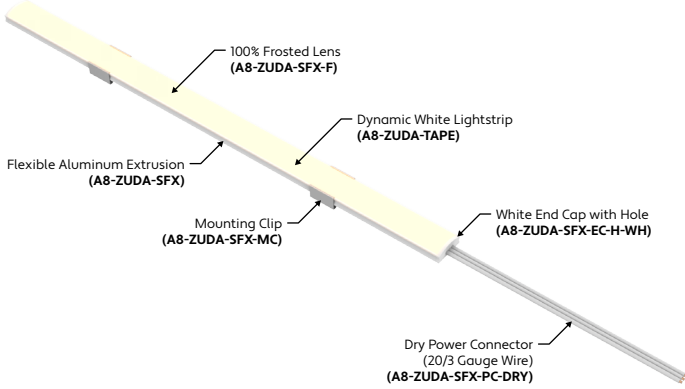 100% Frosted Lens
(A8-ZUDA-SFX-F)
Dynamic White Lightstrip
(A8-ZUDA-TAPE)
Flexible Aluminum Extrusion
(A8-ZUDA-SFX)
Mounting Clip
(A8-ZUDA-SFX-MC)
White End Cap with Hole
(A8-ZUDA-SFX-EC-H-WH)
Dry Power Connector
(20/3 Gauge Wire)
(A8-ZUDA-SFX-PC-DRY)